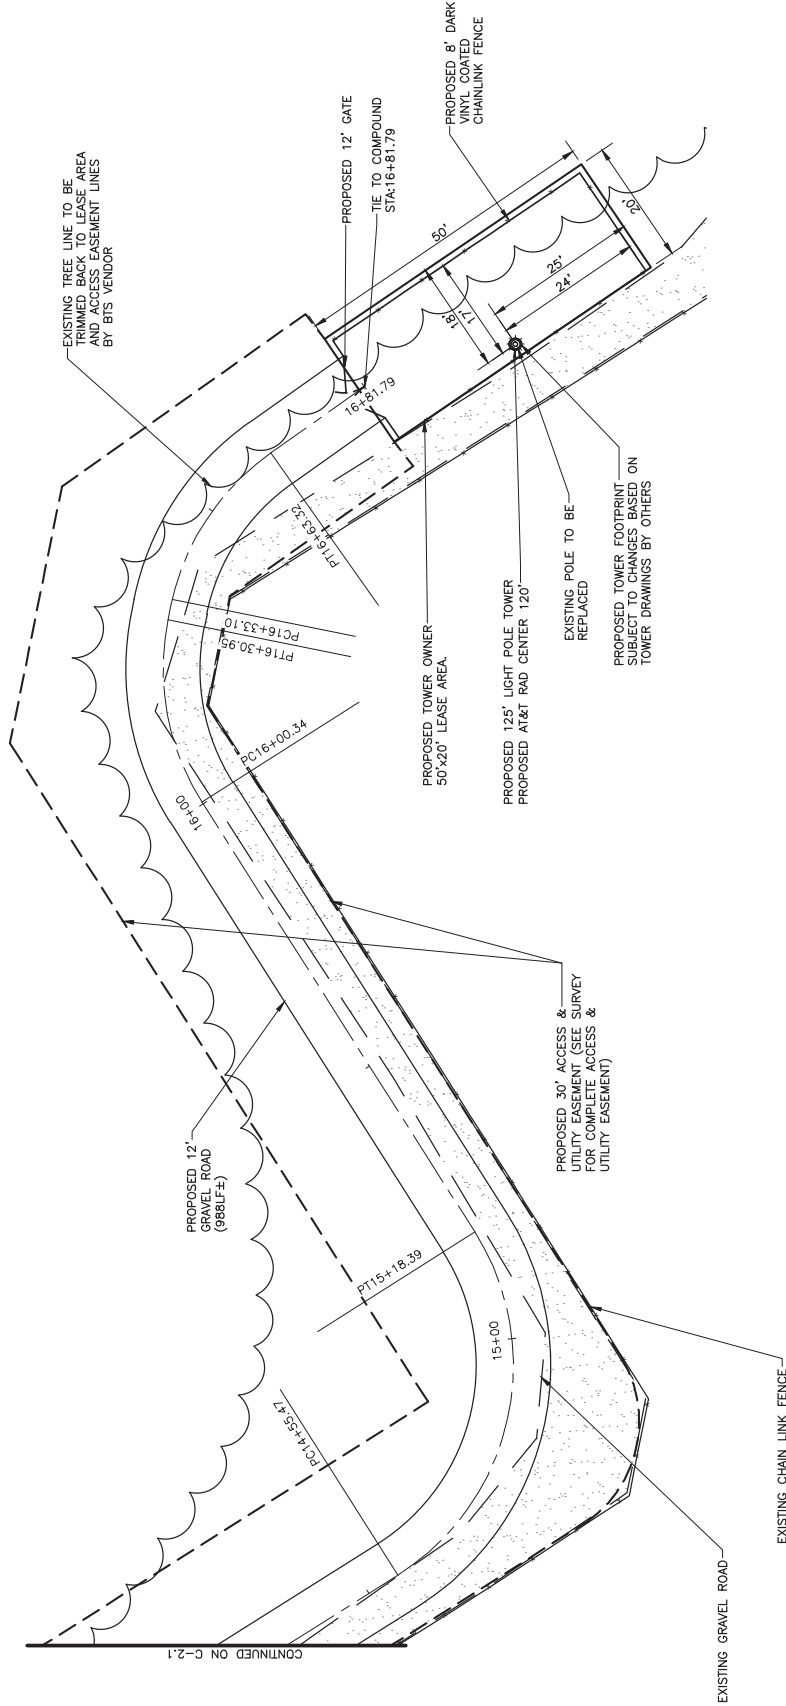 EXISTING TREE LINE TO BE
TRIMMED BACK TO LEASE AREA
AND ACCESS EASEMENT LINES
BY BTS VENDOR
PROPOSED 12' GATE
TIE TO COMPOUND
STA:16+81.79
PROPOSED 8' DARK
VINYL COATED
CHAINLINK FENCE
50'
20'
25'
24'
18'
17'
16+81.79
PT16+63.32
PC16+33.10
PT16+30.95
PC16+00.34
16+00
PROPOSED TOWER OWNER
50'x20' LEASE AREA.
PROPOSED 125' LIGHT POLE TOWER
PROPOSED AT&T RAD CENTER 120'
EXISTING POLE TO BE
REPLACED
PROPOSED TOWER FOOTPRINT
SUBJECT TO CHANGES BASED ON
TOWER DRAWINGS BY OTHERS
PROPOSED 12'
GRAVEL ROAD
(988LF±)
PROPOSED 30' ACCESS &
UTILITY EASEMENT (SEE SURVEY
FOR COMPLETE ACCESS &
UTILITY EASEMENT)
PT15+18.39
15+00
PC14+55.47
CONTINUED ON C-2.1
EXISTING GRAVEL ROAD
EXISTING CHAIN LINK FENCE